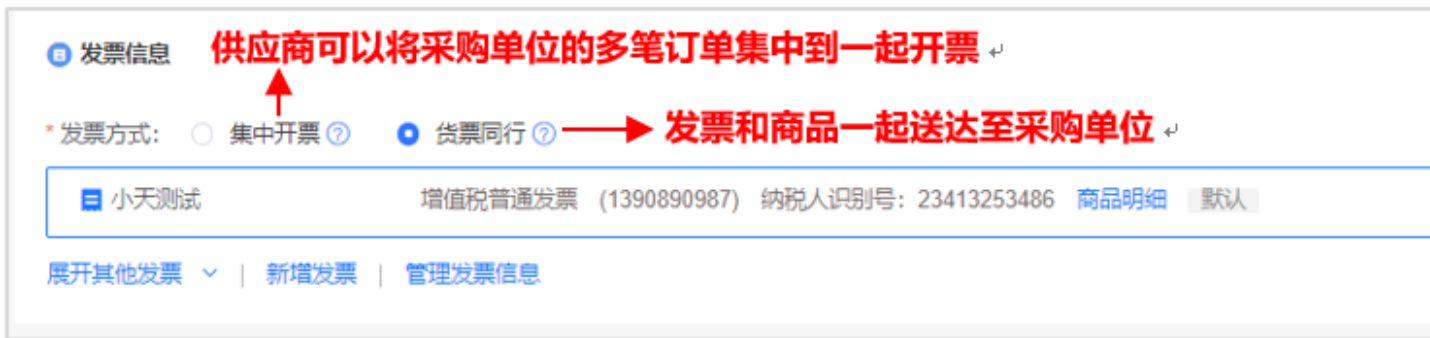 发票信息 供应商可以将采购单位的多笔订单集中到一起开票
* 发票方式: 集中开票 货票同行 发票和商品一起送达至采购单位
小天测试 增值税普通发票 (1390890987) 纳税人识别号: 23413253486 商品明细 默认
展开其他发票 | 新增发票 | 管理发票信息